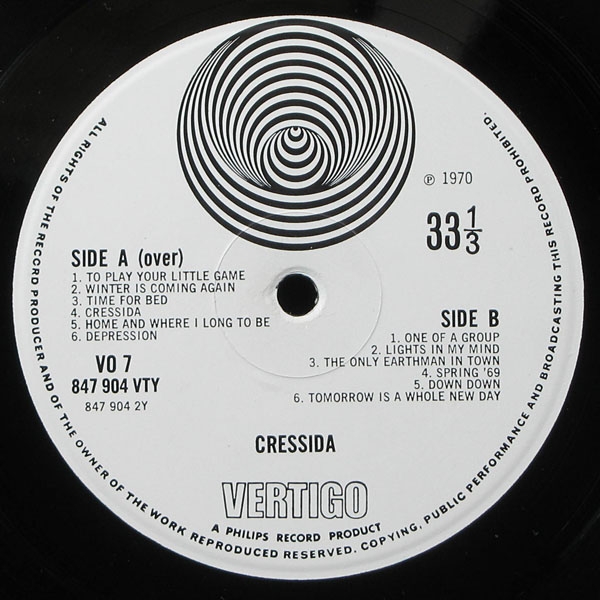 ℗ 1970
33 1/3
SIDE A (over)
1. TO PLAY YOUR LITTLE GAME
2. WINTER IS COMING AGAIN
3. TIME FOR BED
4. CRESSIDA
5. HOME AND WHERE I LONG TO BE
6. DEPRESSION
VO 7
847 904 VTY
847 904 2Y
SIDE B
1. ONE OF A GROUP
2. LIGHTS IN MY MIND
3. THE ONLY EARTHMAN IN TOWN
4. SPRING '69
5. DOWN DOWN
6. TOMORROW IS A WHOLE NEW DAY
CRESSIDA
VERTIGO
A PHILIPS RECORD PRODUCT
ALL RIGHTS OF THE RECORD PRODUCER AND OF THE OWNER OF THE WORK REPRODUCED RESERVED. COPYING, PUBLIC PERFORMANCE AND BROADCASTING THIS RECORD PROHIBITED.